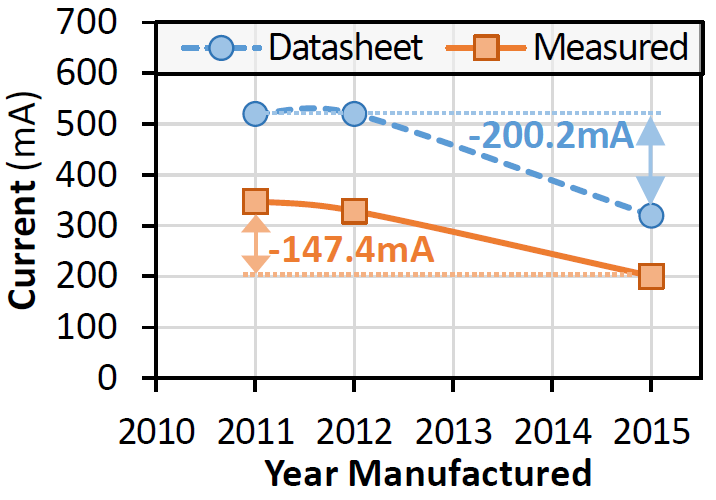 700
600
500
400
300
200
100
0
Current (mA)
Datasheet Measured
-200.2mA
-147.4mA
2010 2011 2012 2013 2014 2015
Year Manufactured